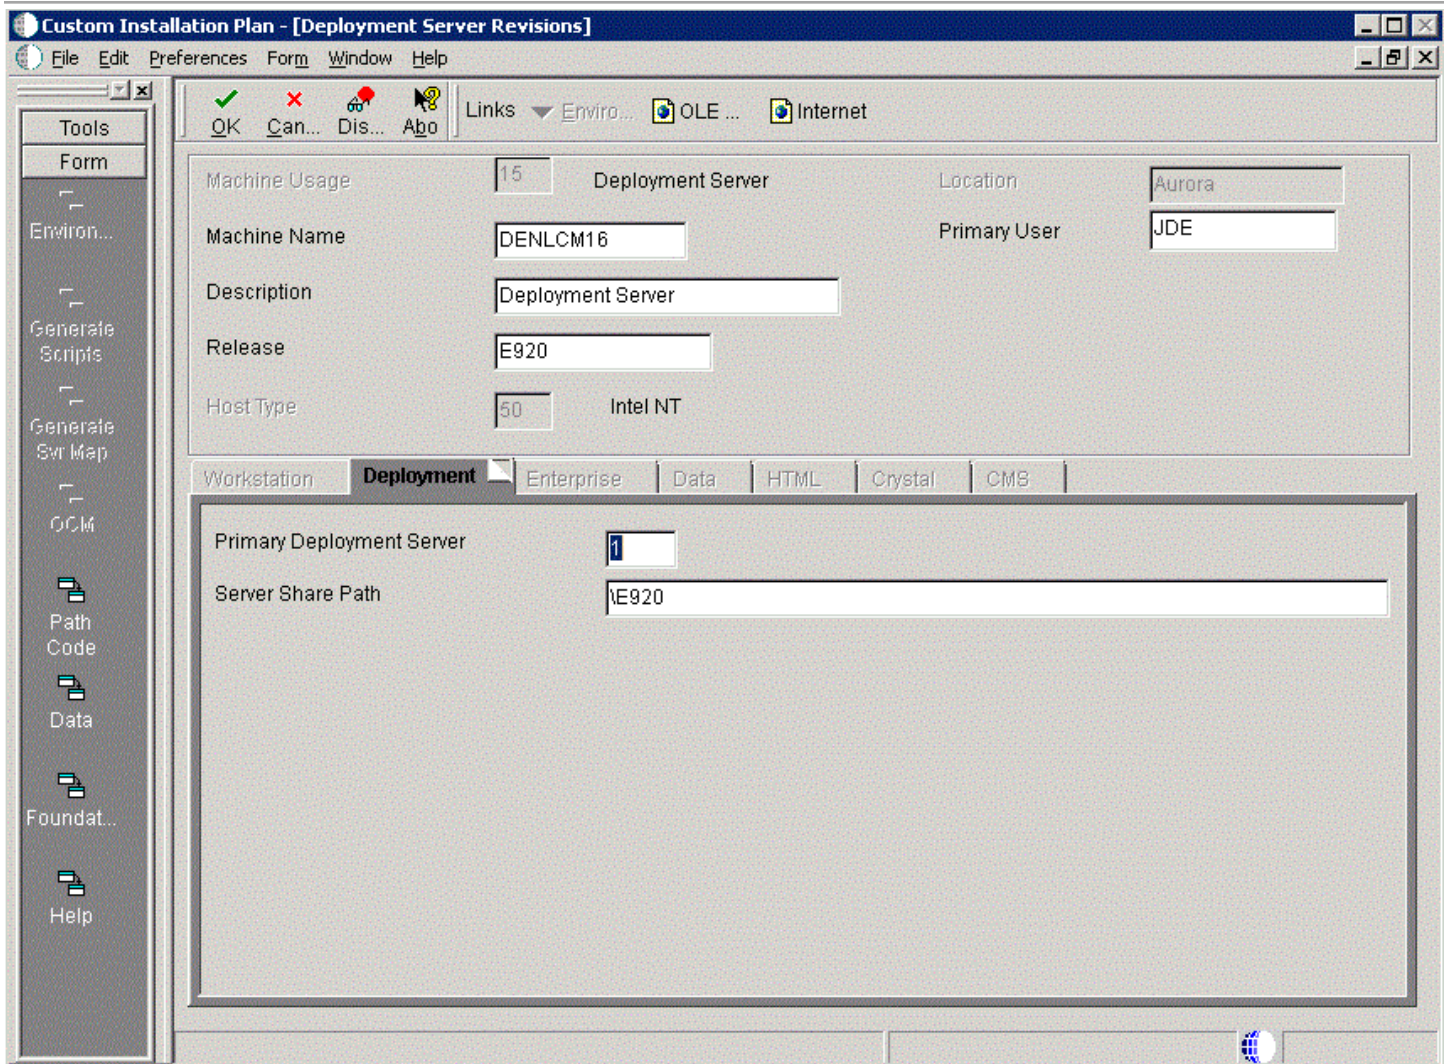 Custom Installation Plan - [Deployment Server Revisions]
File Edit Preferences Form Window Help
OK Can... Dis... Abo Links Enviro... OLE ... Internet
Tools
Form
Environ...
Generate
Scripts
Generate
Svr Map
OCM
Path
Code
Data
Foundat...
Help
Machine Usage 15 Deployment Server Location Aurora
Machine Name DENLCM16 Primary User JDE
Description Deployment Server
Release E920
Host Type 50 Intel NT
Workstation Deployment Enterprise Data HTML Crystal CMS
Primary Deployment Server 1
Server Share Path \E920